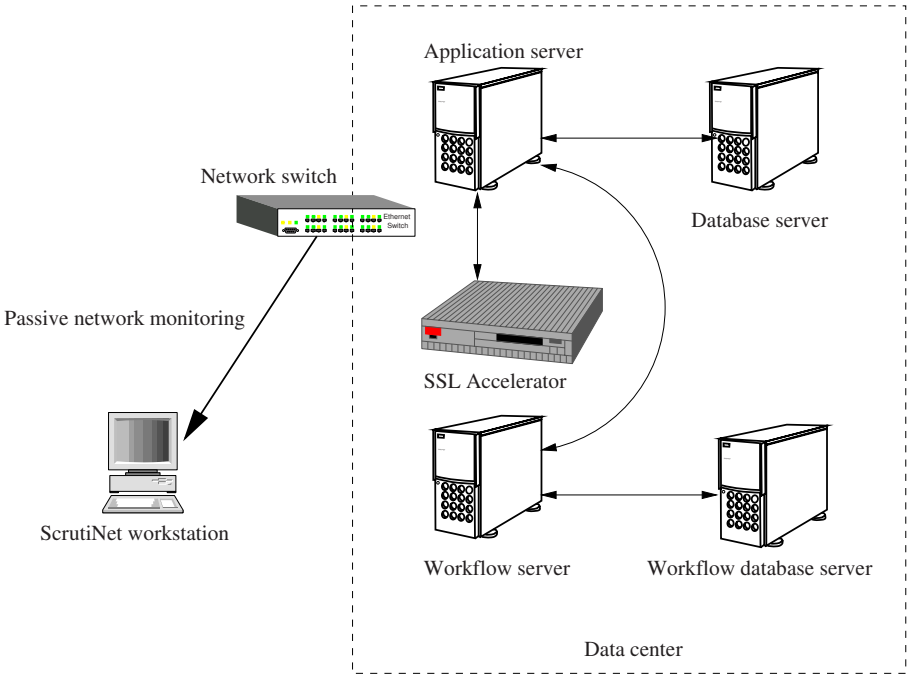 Application server
Network switch
Ethernet
Switch
Database server
Passive network monitoring
SSL Accelerator
ScrutiNet workstation
Workflow server
Workflow database server
Data center